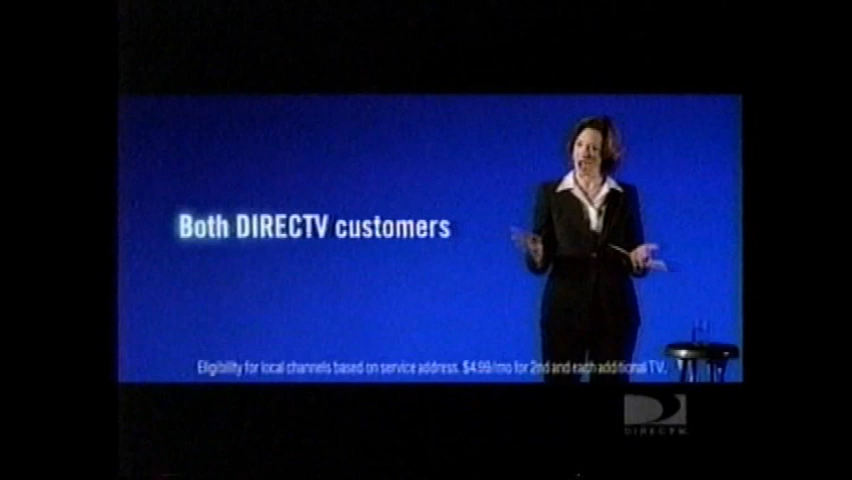 Both DIRECTV customers
Eligibility for local channels based on service address. $4.99/mo for 2nd and each additional TV.
DIRECTV